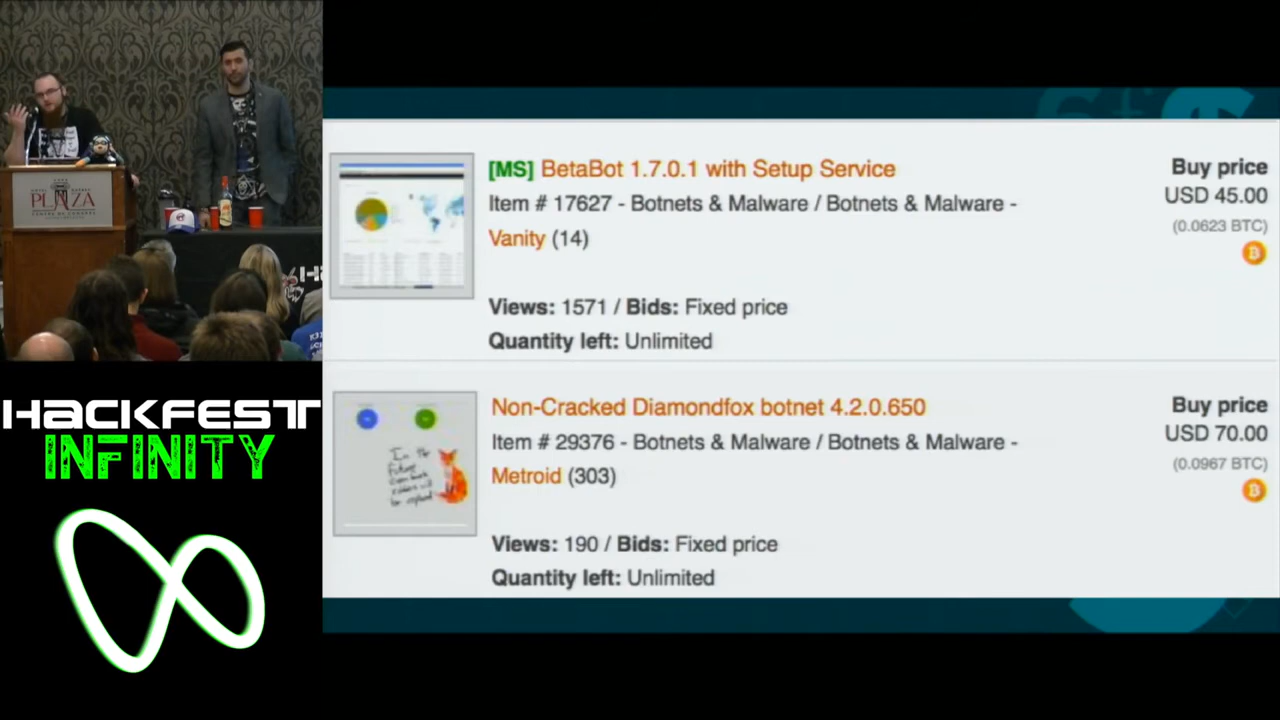 PLAZA
HACKFEST
INFINITY
[MS] BetaBot 1.7.0.1 with Setup Service
Item # 17627 - Botnets & Malware / Botnets & Malware -
Vanity (14)
Views: 1571 / Bids: Fixed price
Quantity left: Unlimited
Buy price
USD 45.00
(0.0623 BTC)
Non-Cracked Diamondfox botnet 4.2.0.650
Item # 29376 - Botnets & Malware / Botnets & Malware -
Metroid (303)
Views: 190 / Bids: Fixed price
Quantity left: Unlimited
Buy price
USD 70.00
(0.0967 BTC)
In the